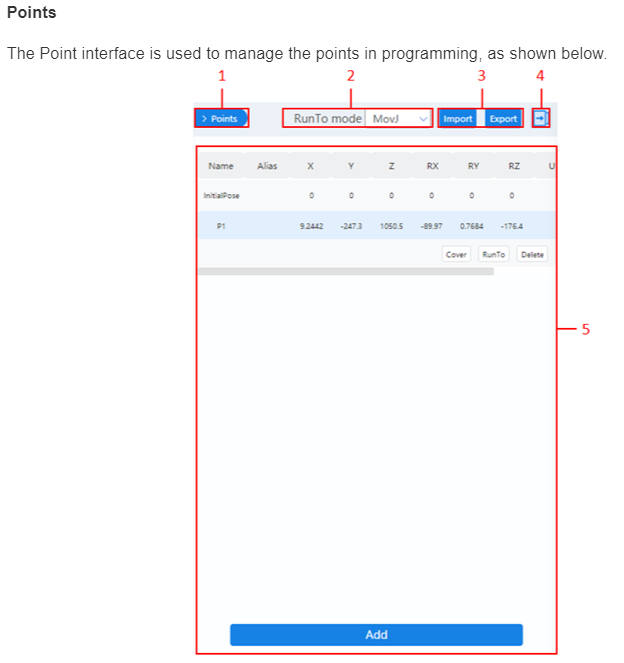 Points
The Point interface is used to manage the points in programming, as shown below.
1 2 3 4
Points RunTo mode MovJ Import Export
Name Alias X Y Z RX RY RZ U
InitialPose 0 0 0 0 0 0
P1 9.2442 -247.3 1050.5 -89.97 0.7684 -176.4
Cover RunTo Delete
5
Add